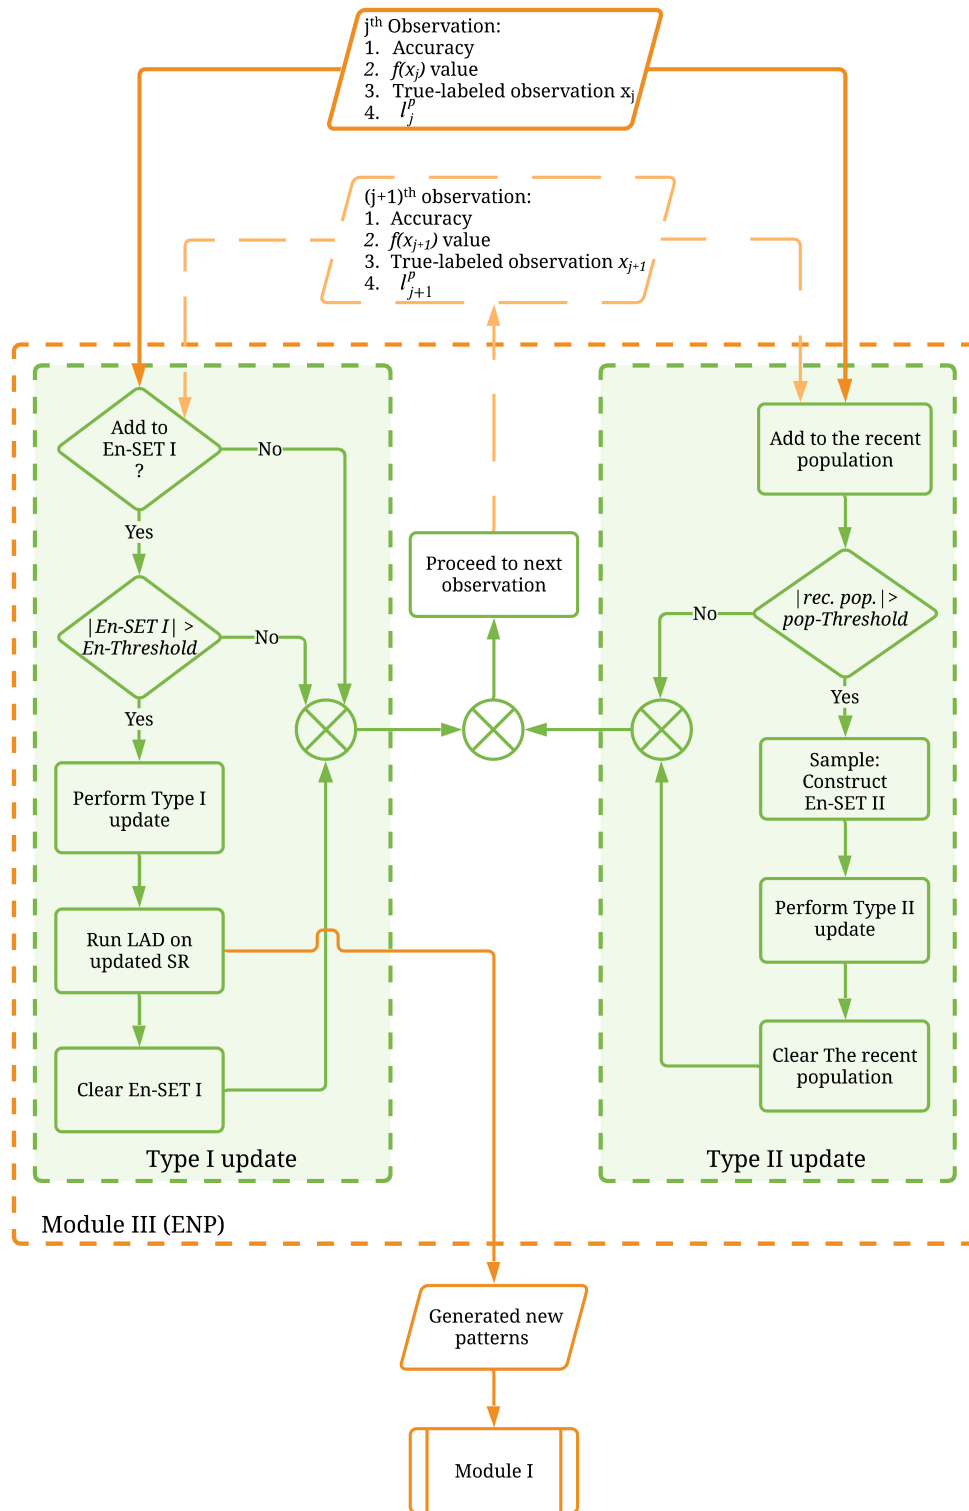 jth Observation:
1. Accuracy
2. f(xj) value
3. True-labeled observation xj
4. l_j^p
(j+1)th observation:
1. Accuracy
2. f(xj+1) value
3. True-labeled observation xj+1
4. l_{j+1}^p
Add to
En-SET I
?
No
Yes
|En-SET I| >
En-Threshold
No
Yes
Perform Type I
update
Run LAD on
updated SR
Clear En-SET I
Type I update
Proceed to next
observation
Add to the recent
population
|rec. pop.|>
pop-Threshold
No
Yes
Sample:
Construct
En-SET II
Perform Type II
update
Clear The recent
population
Type II update
Module III (ENP)
Generated new
patterns
Module I